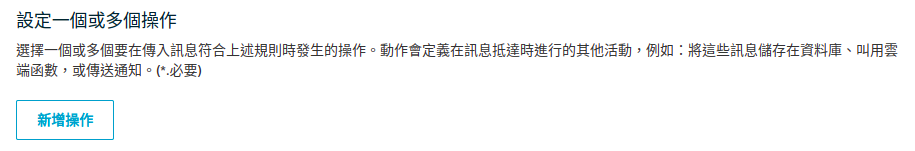 設定一個或多個操作
選擇一個或多個要在傳入訊息符合上述規則時發生的操作。動作會定義在訊息抵達時進行的其他活動，例如：將這些訊息儲存在資料庫、叫用雲
端函數，或傳送通知。(*.必要)
新增操作